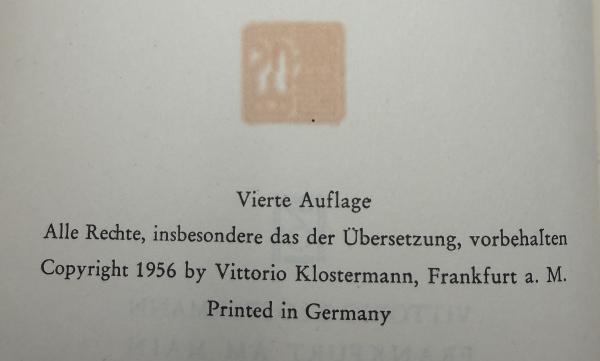 Vierte Auflage
Alle Rechte, insbesondere das der Übersetzung, vorbehalten
Copyright 1956 by Vittorio Klostermann, Frankfurt a. M.
Printed in Germany